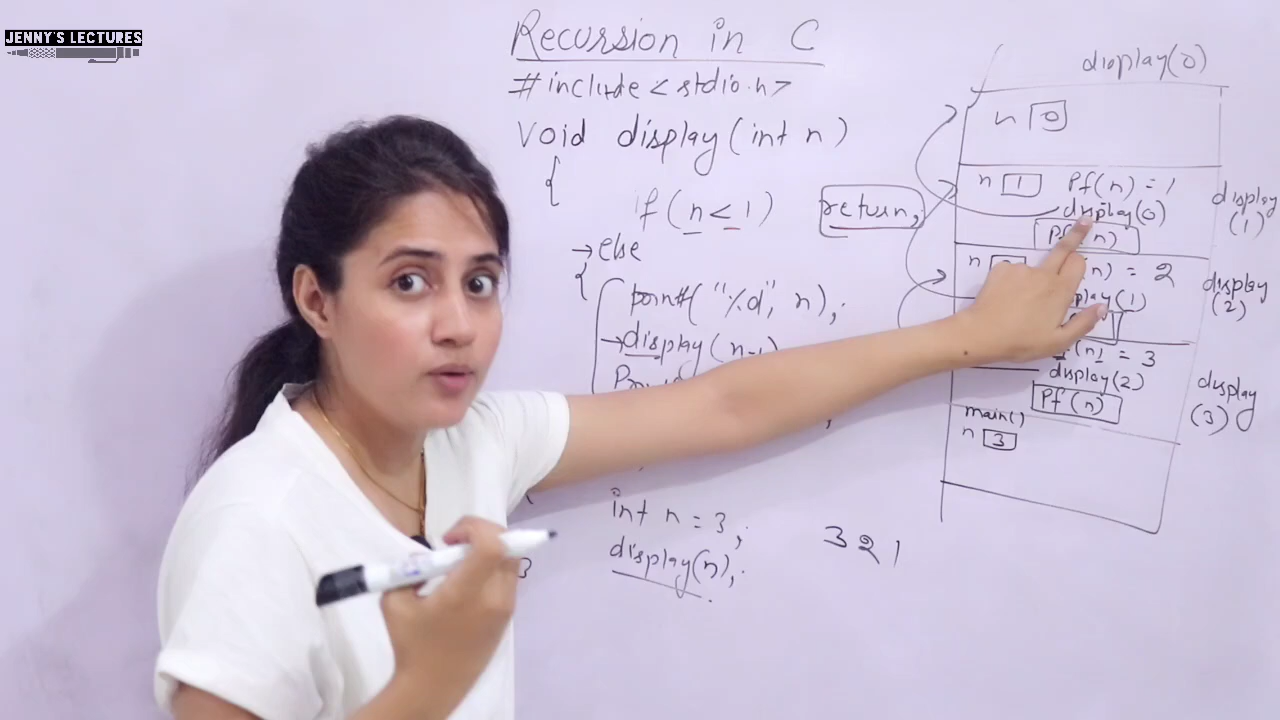 JENNY'S LECTURES
Recursion in C
#include<stdio.h>
void display(int n)
{
if(n<1) return;
→else
{
printf("%d", n);
→display(n-1)
int n = 3;
display(n);
3 2 1
display(0)
n 0
n 1 Pf(n) = 1
display(0)
Pf(n)
display
(1)
n = 2
display
(2)
= 3
display(2)
Pf(n)
display
(3)
main()
n 3